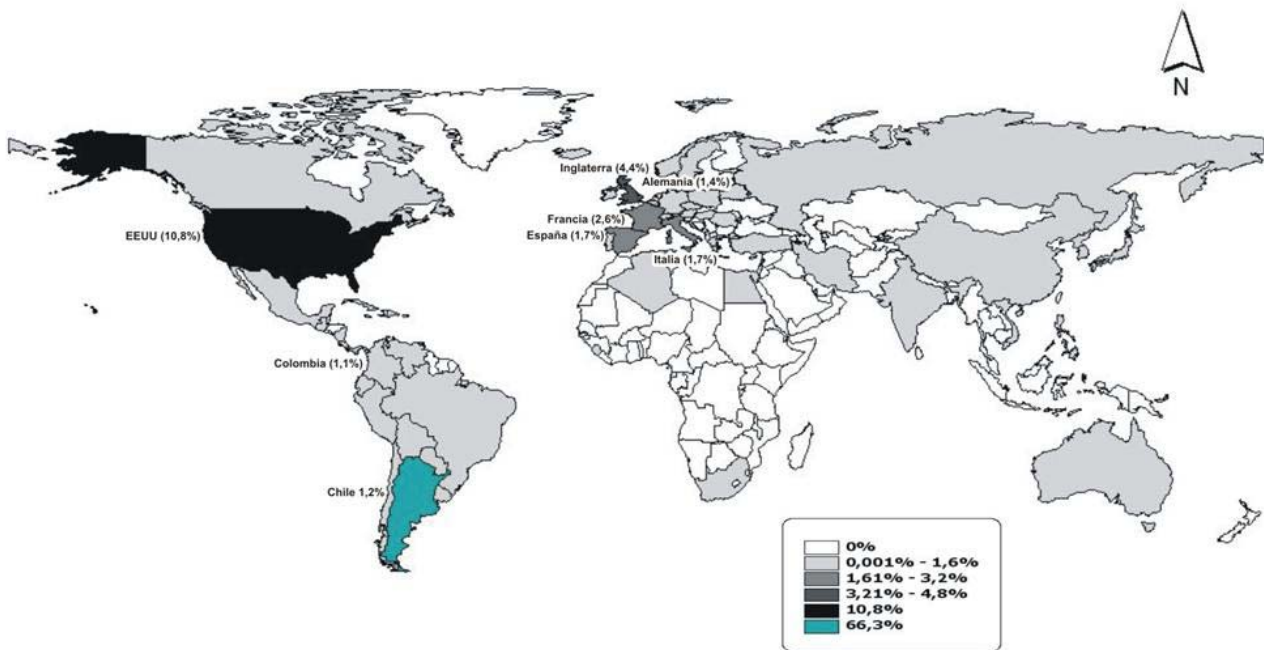 N
Inglaterra (4,4%)
Alemania (1,4%)
Francia (2,6%)
EEUU (10,8%)
España (1,7%)
Italia (1,7%)
Colombia (1,1%)
Chile 1,2%)
0%
0,001% - 1,6%
1,61% - 3,2%
3,21% - 4,8%
10,8%
66,3%